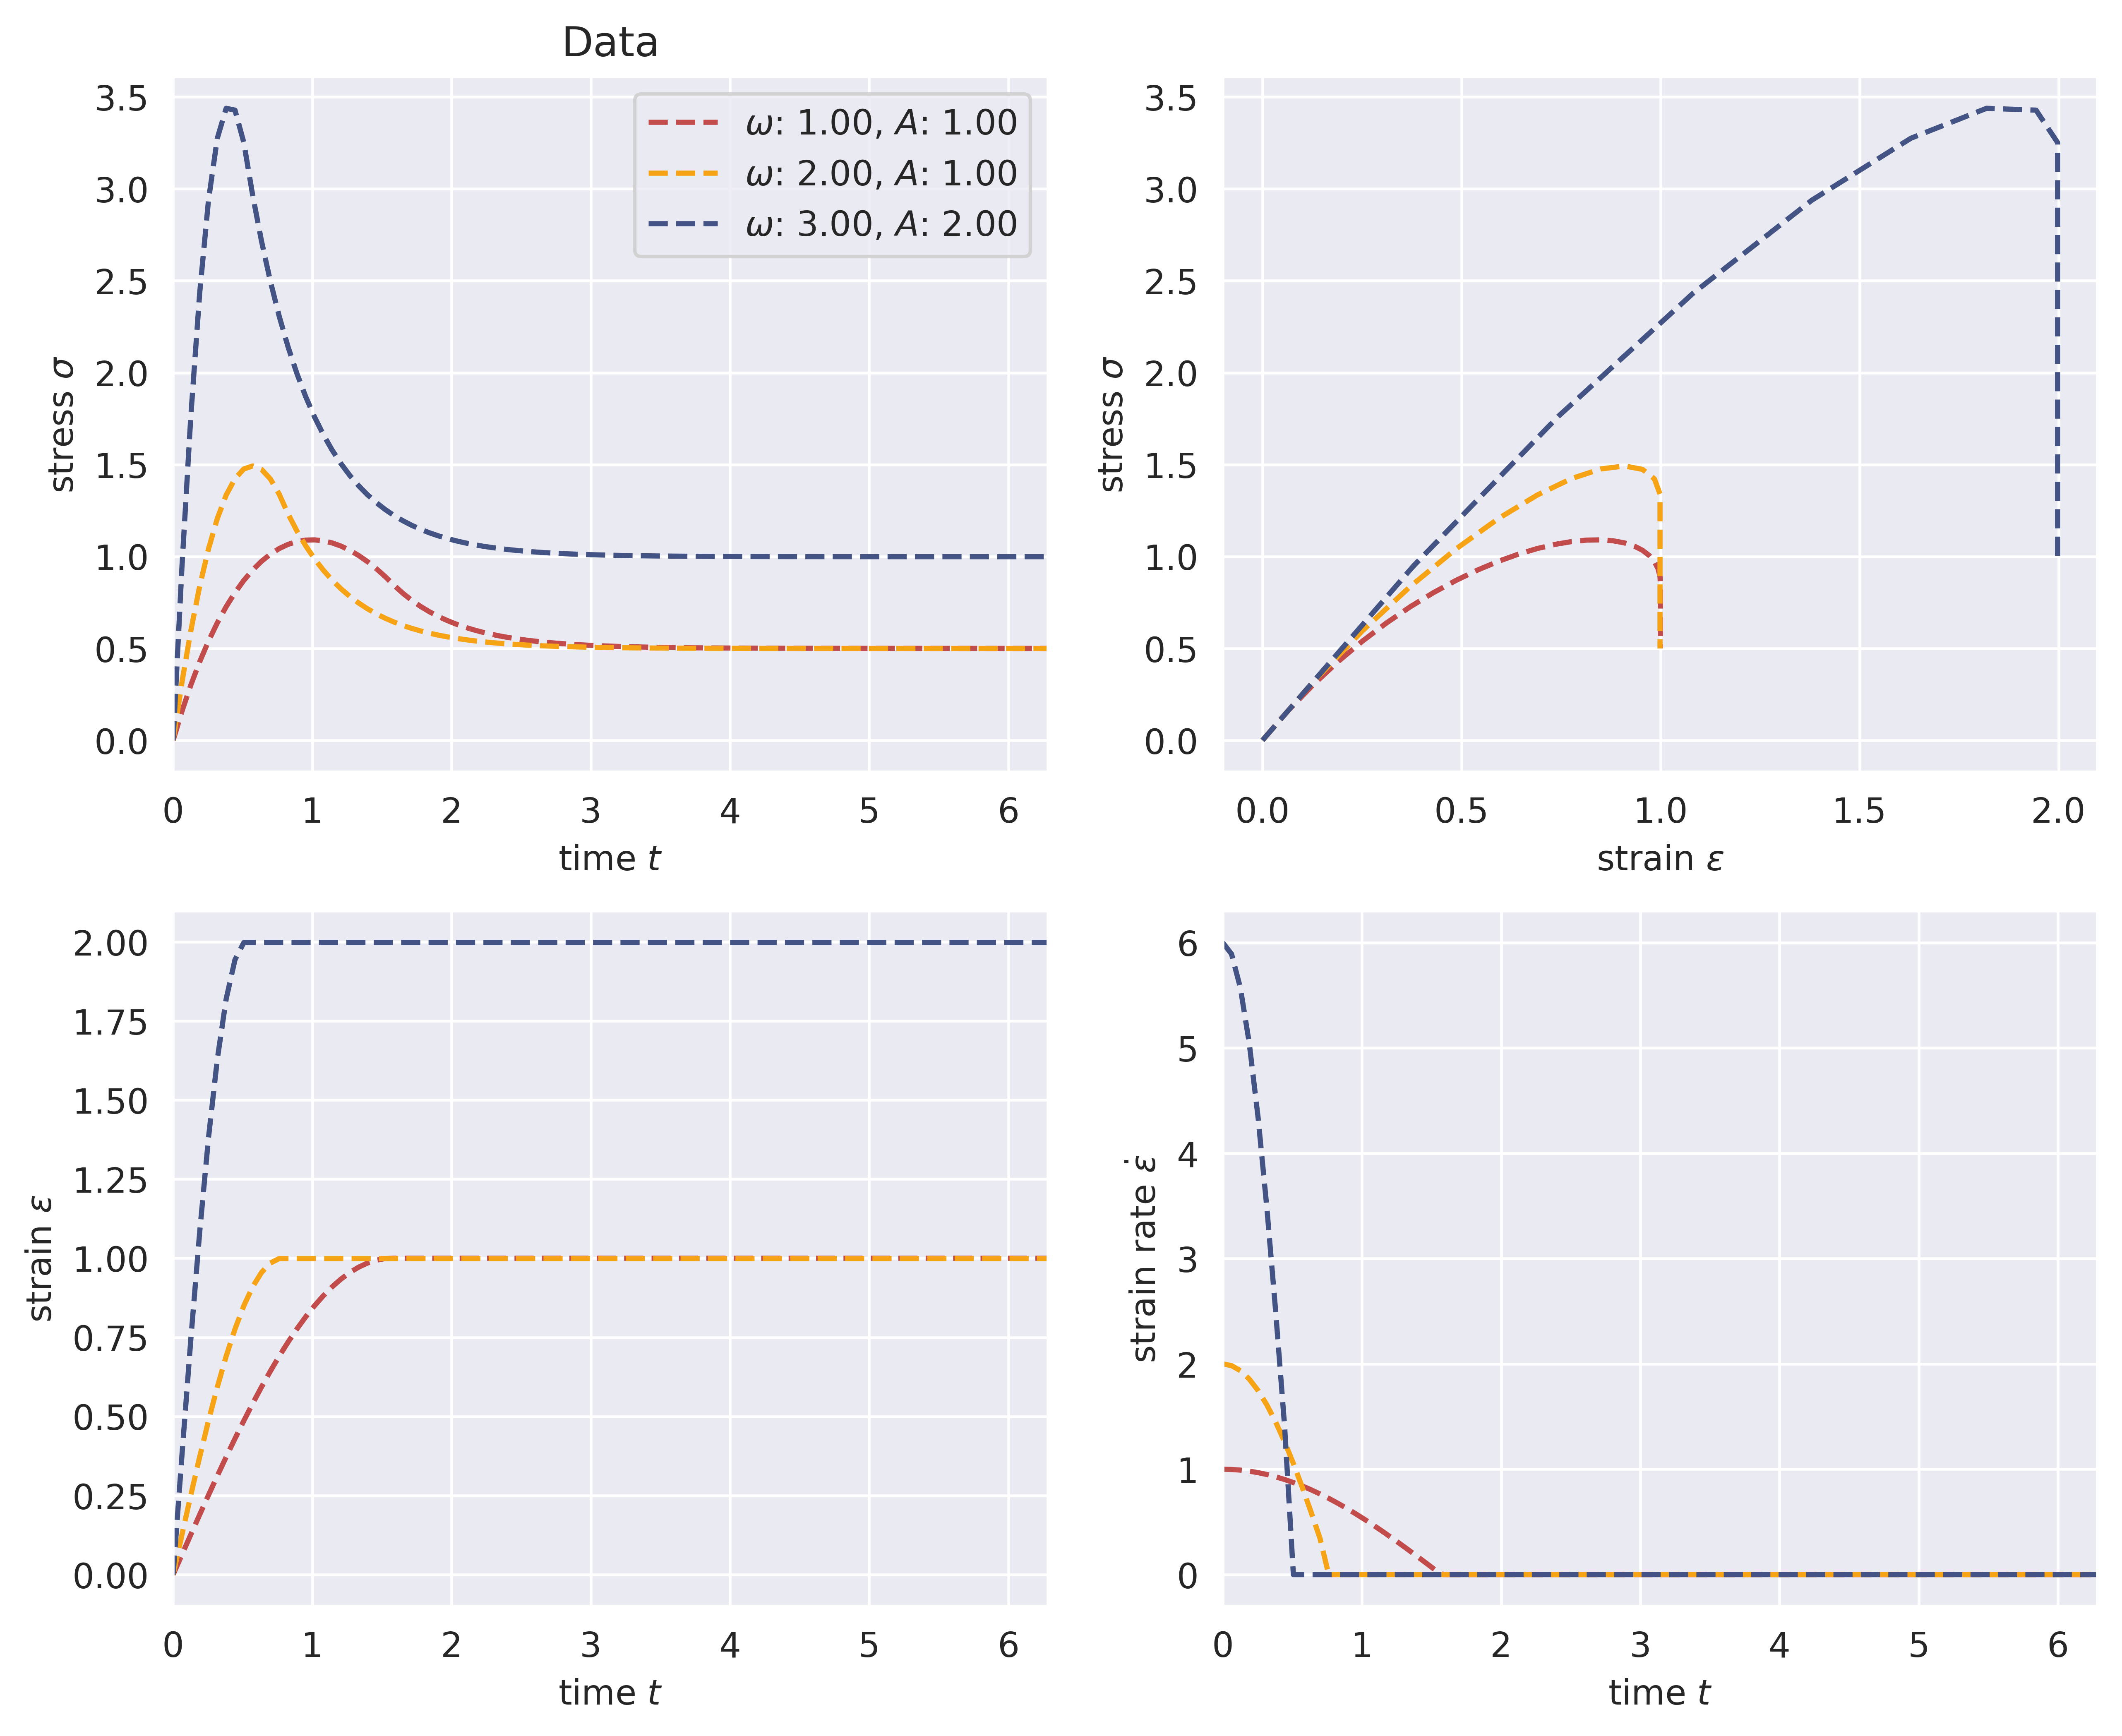 Data
stress σ
3.5
3.0
2.5
2.0
1.5
1.0
0.5
0.0
ω: 1.00, A: 1.00
ω: 2.00, A: 1.00
ω: 3.00, A: 2.00
0 1 2 3 4 5 6
time t
stress σ
3.5
3.0
2.5
2.0
1.5
1.0
0.5
0.0
0.0 0.5 1.0 1.5 2.0
strain ε
strain ε
2.00
1.75
1.50
1.25
1.00
0.75
0.50
0.25
0.00
0 1 2 3 4 5 6
time t
strain rate ε̇
6
5
4
3
2
1
0
0 1 2 3 4 5 6
time t